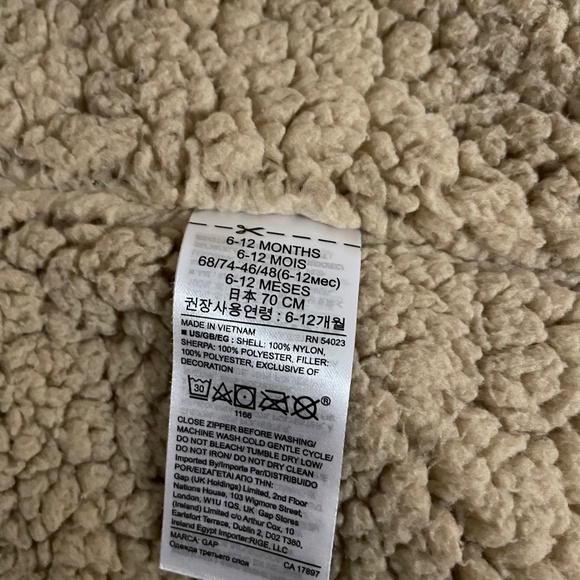 6-12 MONTHS
6-12 MOIS
68/74-46/48(6-12мес)
6-12 MESES
日本 70 CM
권장사용연령 : 6-12개월
MADE IN VIETNAM RN 54023
■ US/GB/EG : SHELL: 100% NYLON,
SHERPA: 100% POLYESTER, FILLER:
100% POLYESTER, EXCLUSIVE OF
DECORATION
30 ®
1166
CLOSE ZIPPER BEFORE WASHING/
MACHINE WASH COLD GENTLE CYCLE/
DO NOT BLEACH/ TUMBLE DRY LOW/
DO NOT IRON/ DO NOT DRY CLEAN
Imported By/Importe Par/DISTRIBUIDO
POR/ΕΙΣΑΓΕΤΑΙ ΑΠΟ ΤΗΝ:
Gap (UK Holdings) Limited, 2nd Floor
Nations House, 103 Wigmore Street,
London, W1U 1QS, UK Gap Stores
(Ireland) Limited c/o Arthur Cox, 10
Earlsfort Terrace, Dublin 2, D02 T380,
Ireland Egypt Importer:RIGE, LLC
MARCA: GAP
Одежда третьего слоя CA 17897